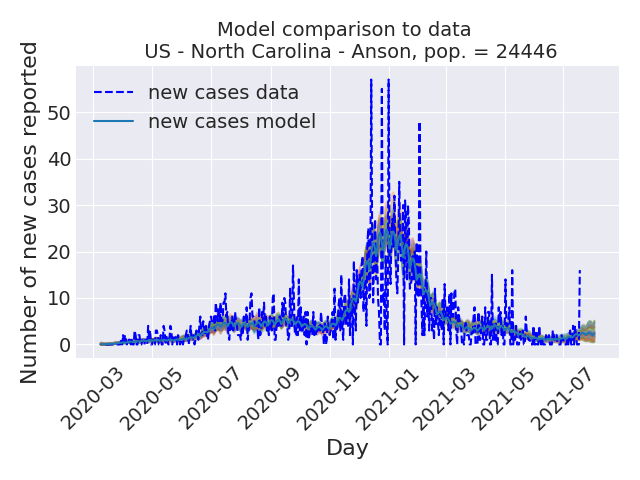 Model comparison to data
US - North Carolina - Anson, pop. = 24446
Number of new cases reported
50
40
30
20
10
0
new cases data
new cases model
2020-03
2020-05
2020-07
2020-09
2020-11
2021-01
2021-03
2021-05
2021-07
Day